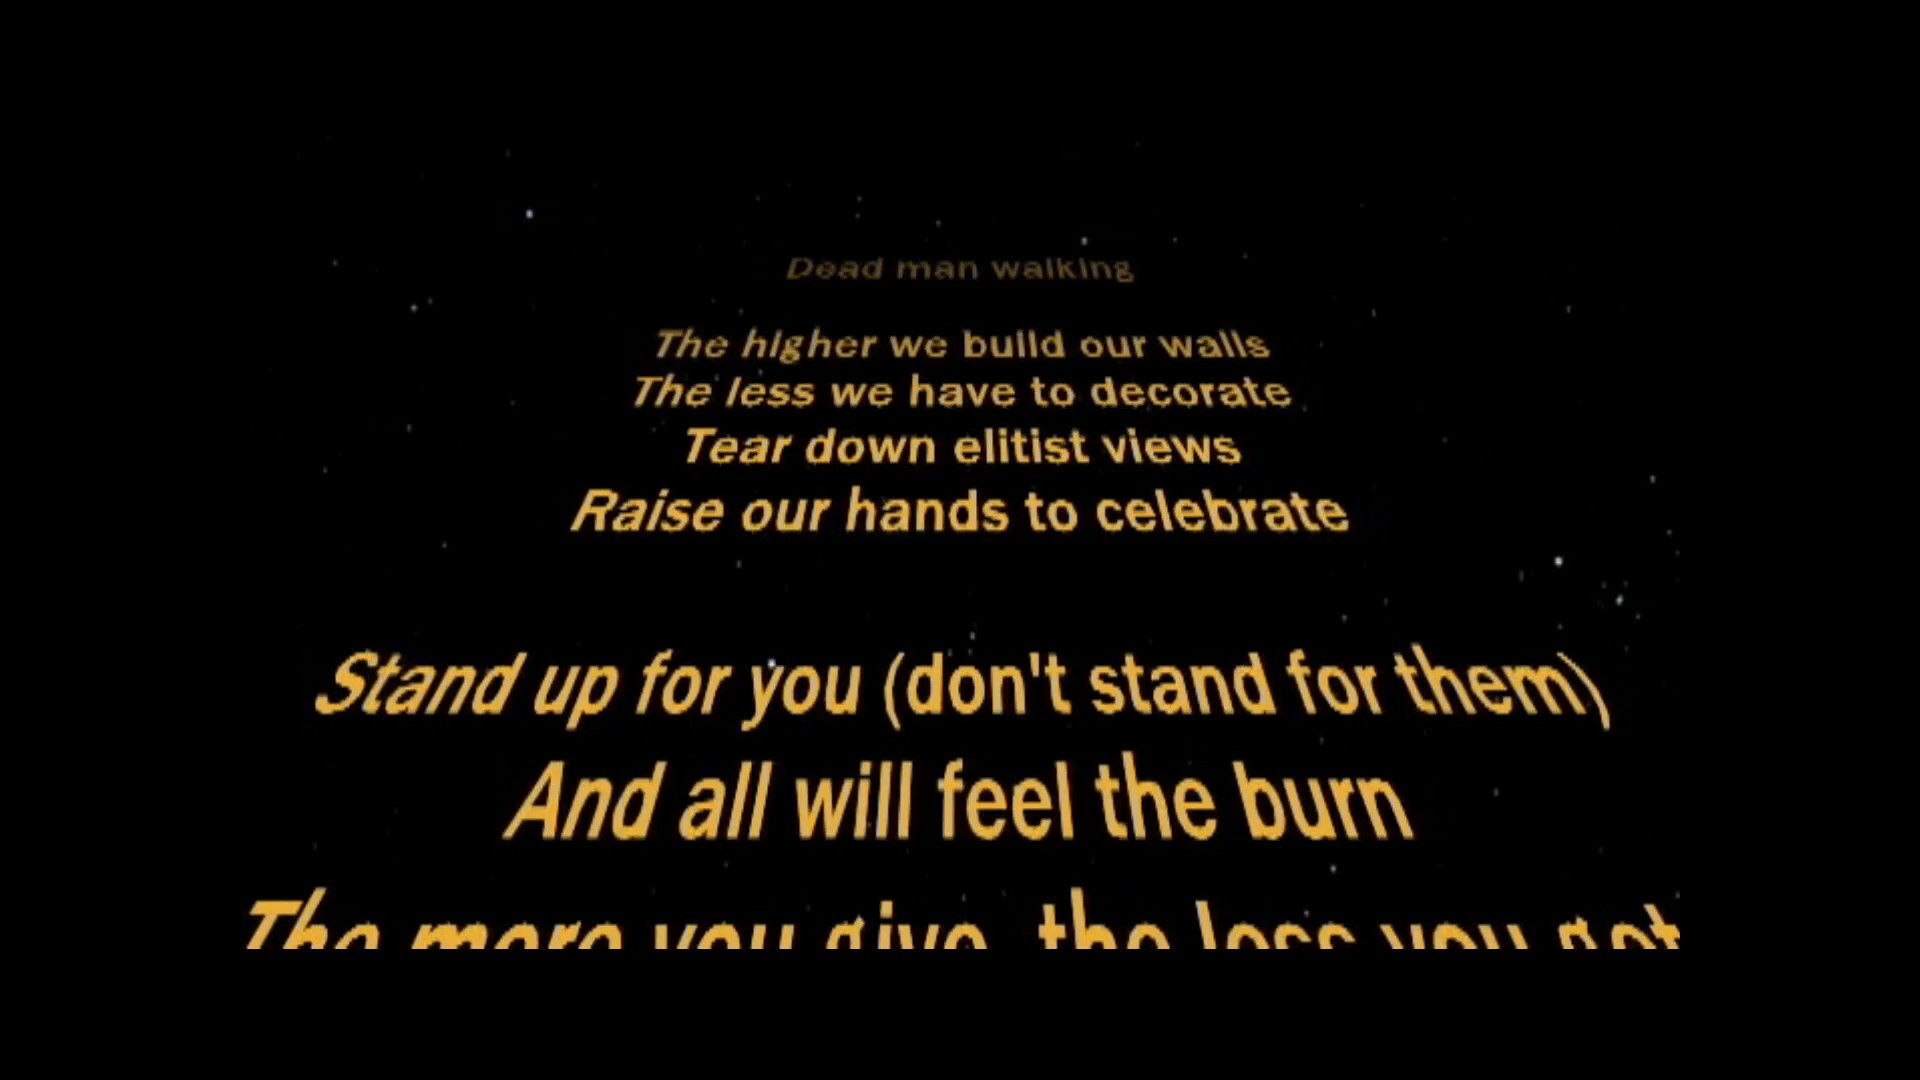 Dead man walking
The higher we build our walls
The less we have to decorate
Tear down elitist views
Raise our hands to celebrate
Stand up for you (don't stand for them)
And all will feel the burn
The more you give, the less you get